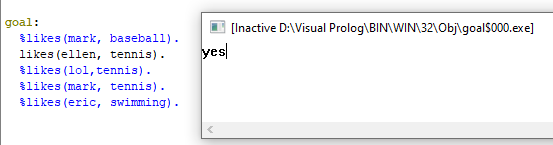 goal:
%likes(mark, baseball).
likes(ellen, tennis).
%likes(lol,tennis).
%likes(mark, tennis).
%likes(eric, swimming).
[Inactive D:\Visual Prolog\BIN\WIN\32\Obj\goal$000.exe]
yes